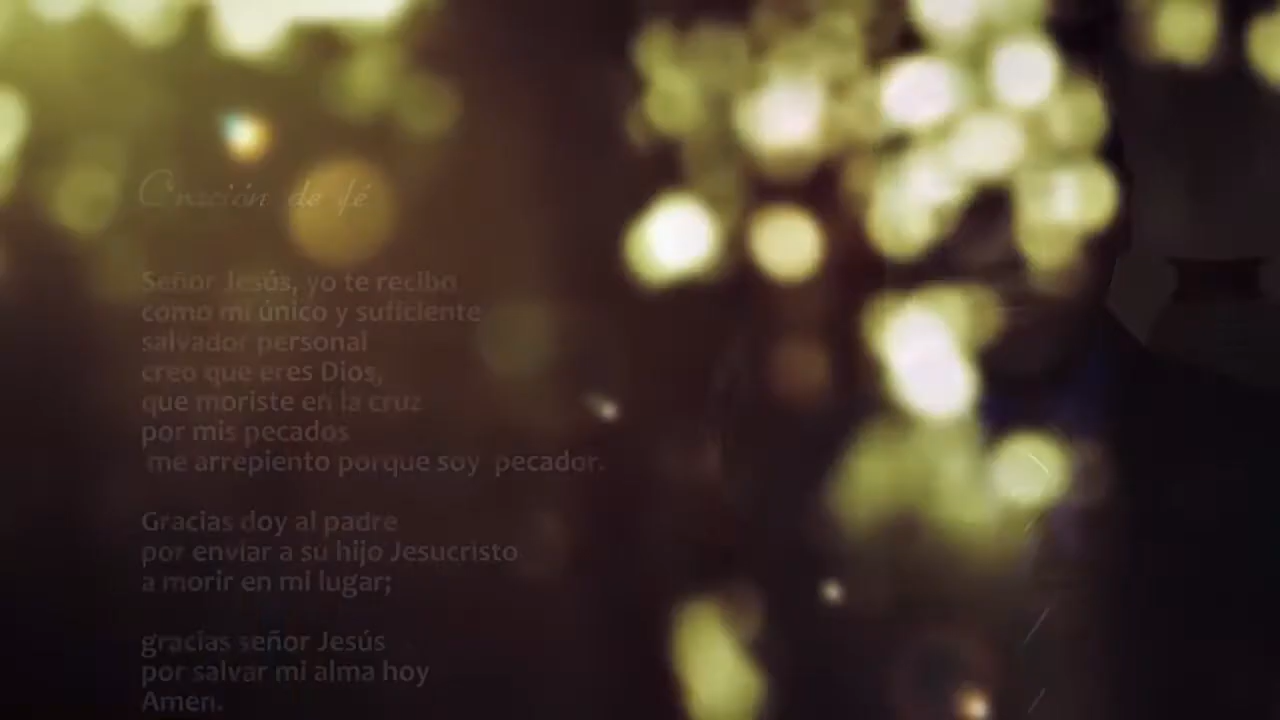 Oración de fé
Señor Jesús, yo te recibo
como mi único y suficiente
salvador personal
creo que eres Dios,
que moriste en la cruz
por mis pecados
me arrepiento porque soy pecador.
Gracias doy al padre
por enviar a su hijo Jesucristo
a morir en mi lugar;
gracias señor Jesús
por salvar mi alma hoy
Amen.